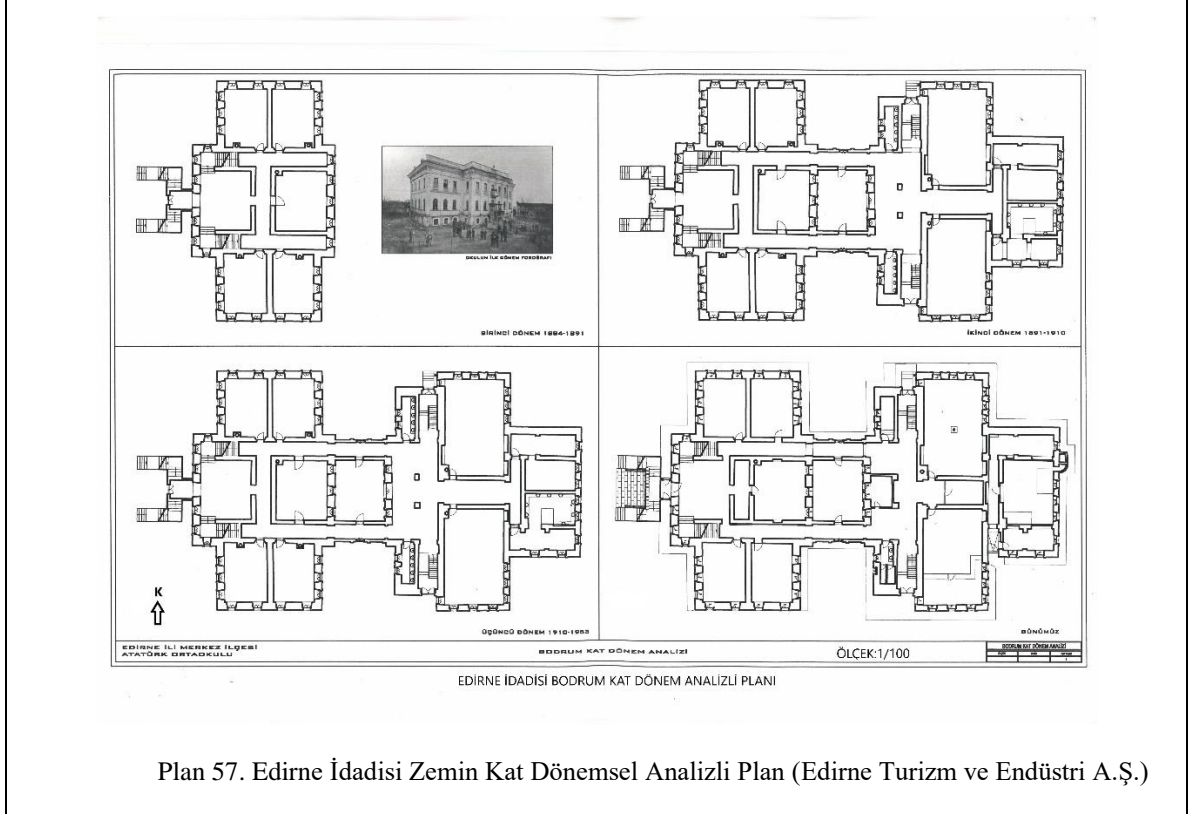 OKULUN İLK DÖNEM FOTOĞRAFI
BİRİNCİ DÖNEM 1884-1891
İKİNCİ DÖNEM 1891-1910
K
ÜÇÜNCÜ DÖNEM 1910-1953
GÜNÜMÜZ
EDİRNE İLİ MERKEZ İLÇESİ
ATATÜRK ORTAOKULU
BODRUM KAT DÖNEM ANALİZİ
ÖLÇEK:1/100
BODRUM KAT DÖNEM ANALİZİ
EDİRNE İDADİSİ BODRUM KAT DÖNEM ANALİZLİ PLANI
Plan 57. Edirne İdadisi Zemin Kat Dönemsel Analizli Plan (Edirne Turizm ve Endüstri A.Ş.)